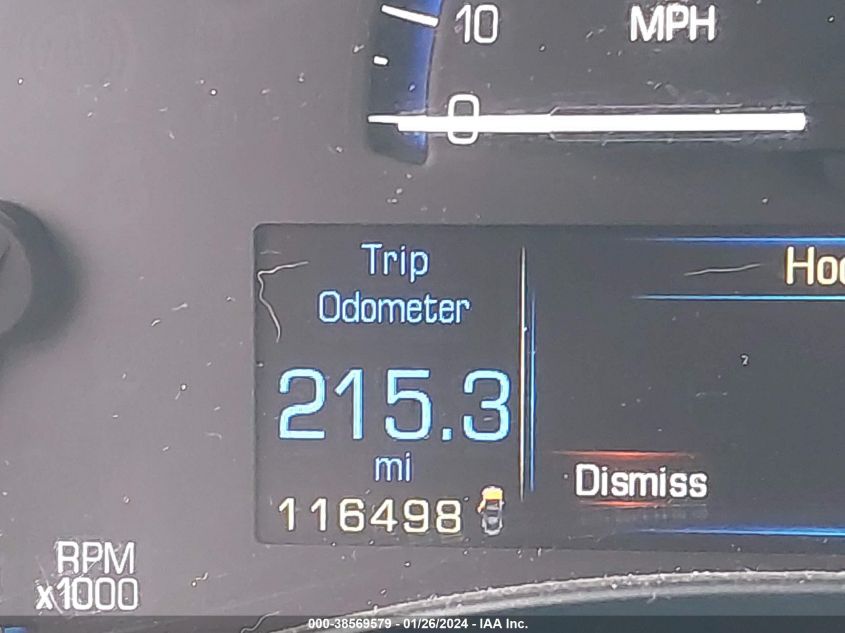 10 MPH
0
Trip
Odometer
215.3
mi
116498
Dismiss
RPM
x1000
000-38569579 - 01/26/2024 - IAA Inc.